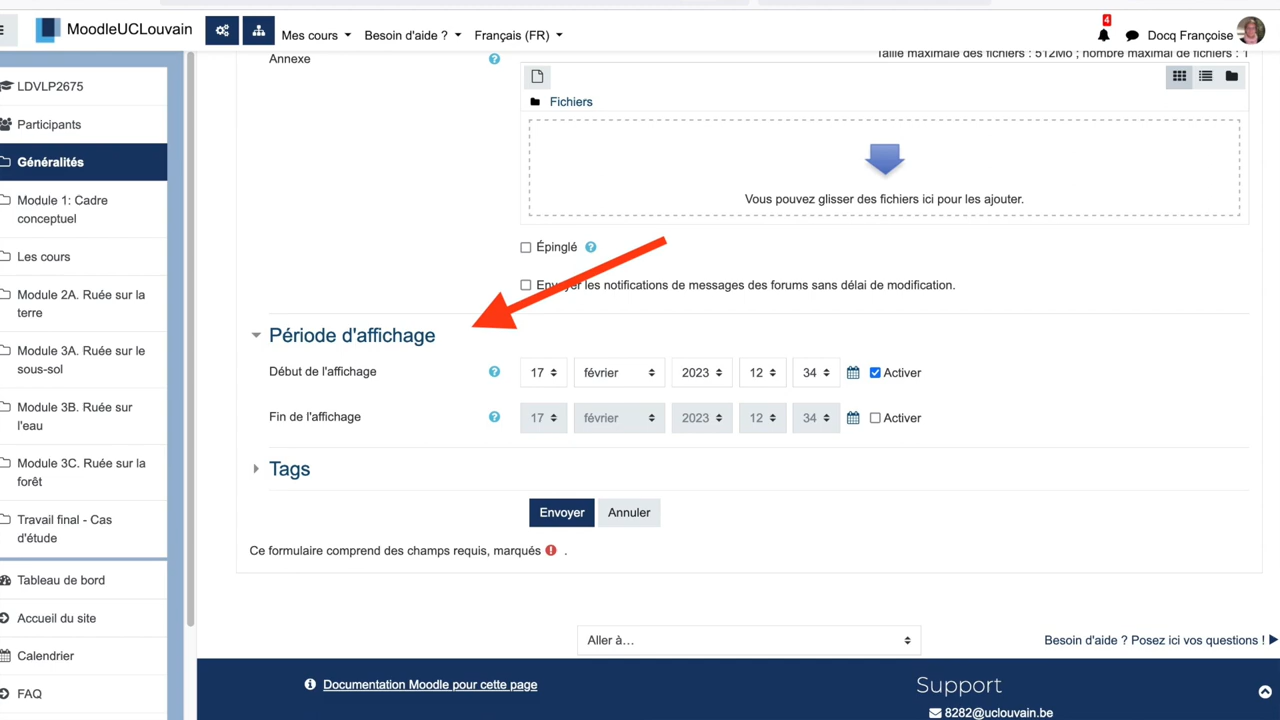 MoodleUCLouvain
Mes cours
Besoin d'aide ?
Français (FR)
4
Docq Françoise
LDVLP2675
Participants
Généralités
Module 1: Cadre
conceptuel
Les cours
Module 2A. Ruée sur la
terre
Module 3A. Ruée sur le
sous-sol
Module 3B. Ruée sur
l'eau
Module 3C. Ruée sur la
forêt
Travail final - Cas
d'étude
Tableau de bord
Accueil du site
Calendrier
FAQ
Annexe
Taille maximale des fichiers : 512Mo ; nombre maximal de fichiers : 1
Fichiers
Vous pouvez glisser des fichiers ici pour les ajouter.
Épinglé
Envoyer les notifications de messages des forums sans délai de modification.
Période d'affichage
Début de l'affichage
17 février 2023 12 34 Activer
Fin de l'affichage
17 février 2023 12 34 Activer
Tags
Envoyer Annuler
Ce formulaire comprend des champs requis, marqués .
Aller à…
Besoin d'aide ? Posez ici vos questions !
Documentation Moodle pour cette page
Support
8282@uclouvain.be